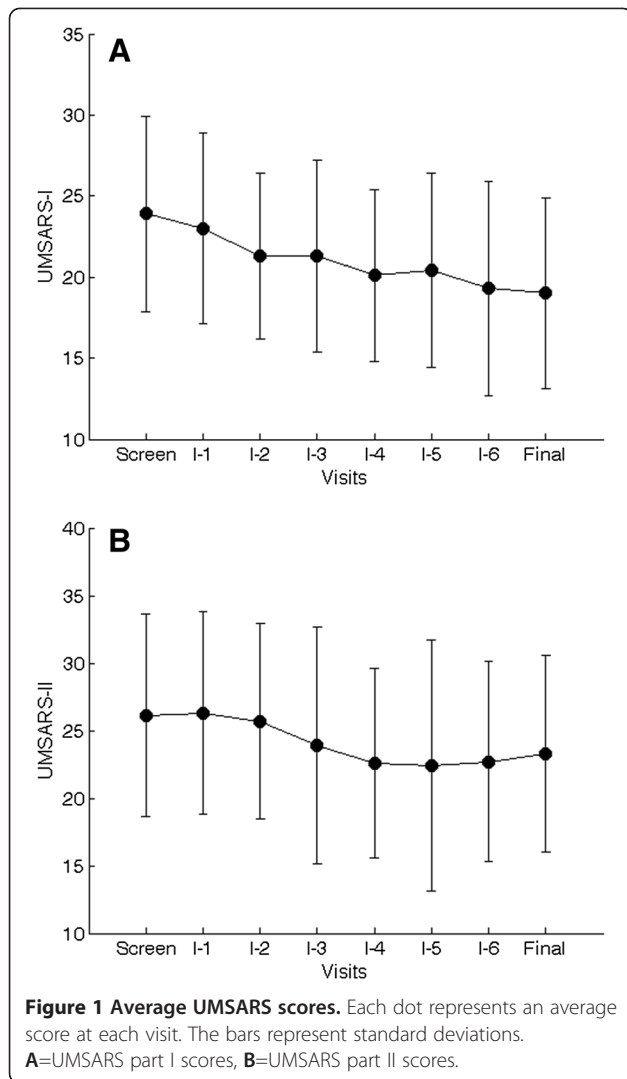 A
35
30
25
20
15
10
UMSARS-I
Screen I-1 I-2 I-3 I-4 I-5 I-6 Final
Visits
B
40
35
30
25
20
15
10
UMSARS-II
Screen I-1 I-2 I-3 I-4 I-5 I-6 Final
Visits
Figure 1 Average UMSARS scores. Each dot represents an average
score at each visit. The bars represent standard deviations.
A=UMSARS part I scores, B=UMSARS part II scores.